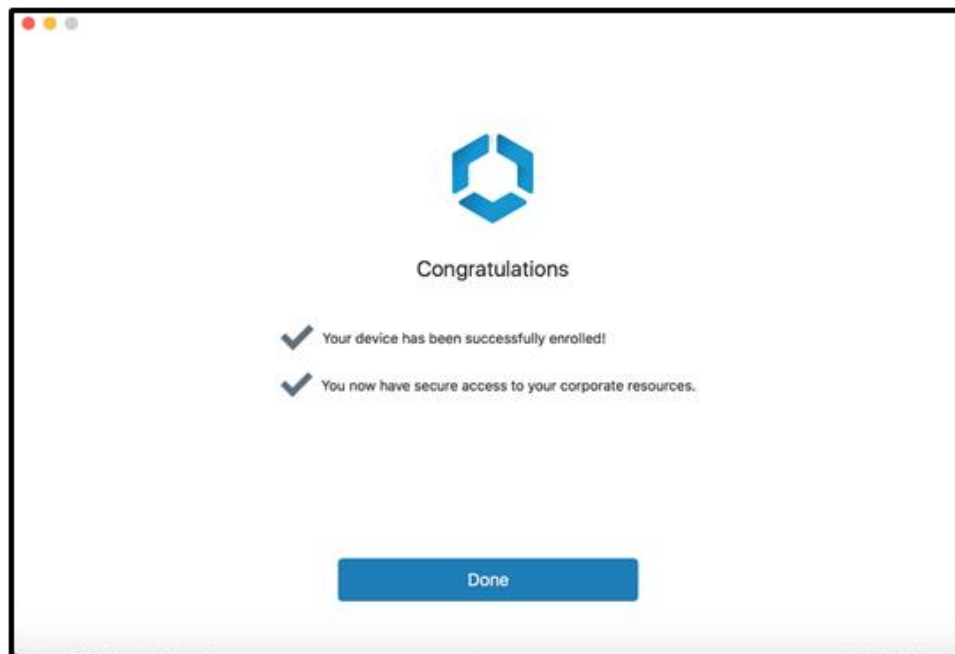 Congratulations
Your device has been successfully enrolled!
You now have secure access to your corporate resources.
Done